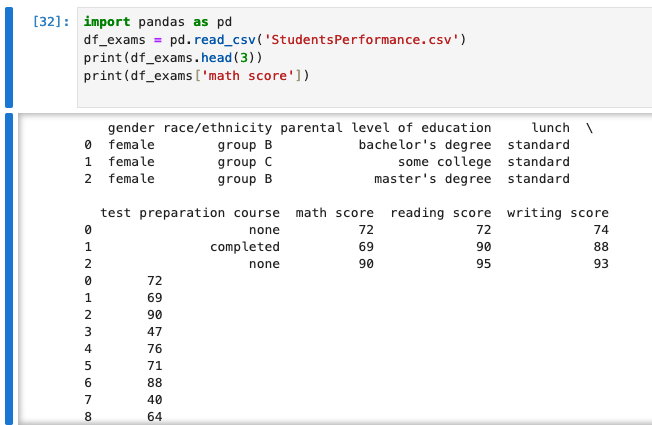 [32]: import pandas as pd
df_exams = pd.read_csv('StudentsPerformance.csv')
print(df_exams.head(3))
print(df_exams['math score'])
gender race/ethnicity parental level of education lunch \
0 female group B bachelor's degree standard
1 female group C some college standard
2 female group B master's degree standard
test preparation course math score reading score writing score
0 none 72 72 74
1 completed 69 90 88
2 none 90 95 93
0 72
1 69
2 90
3 47
4 76
5 71
6 88
7 40
8 64